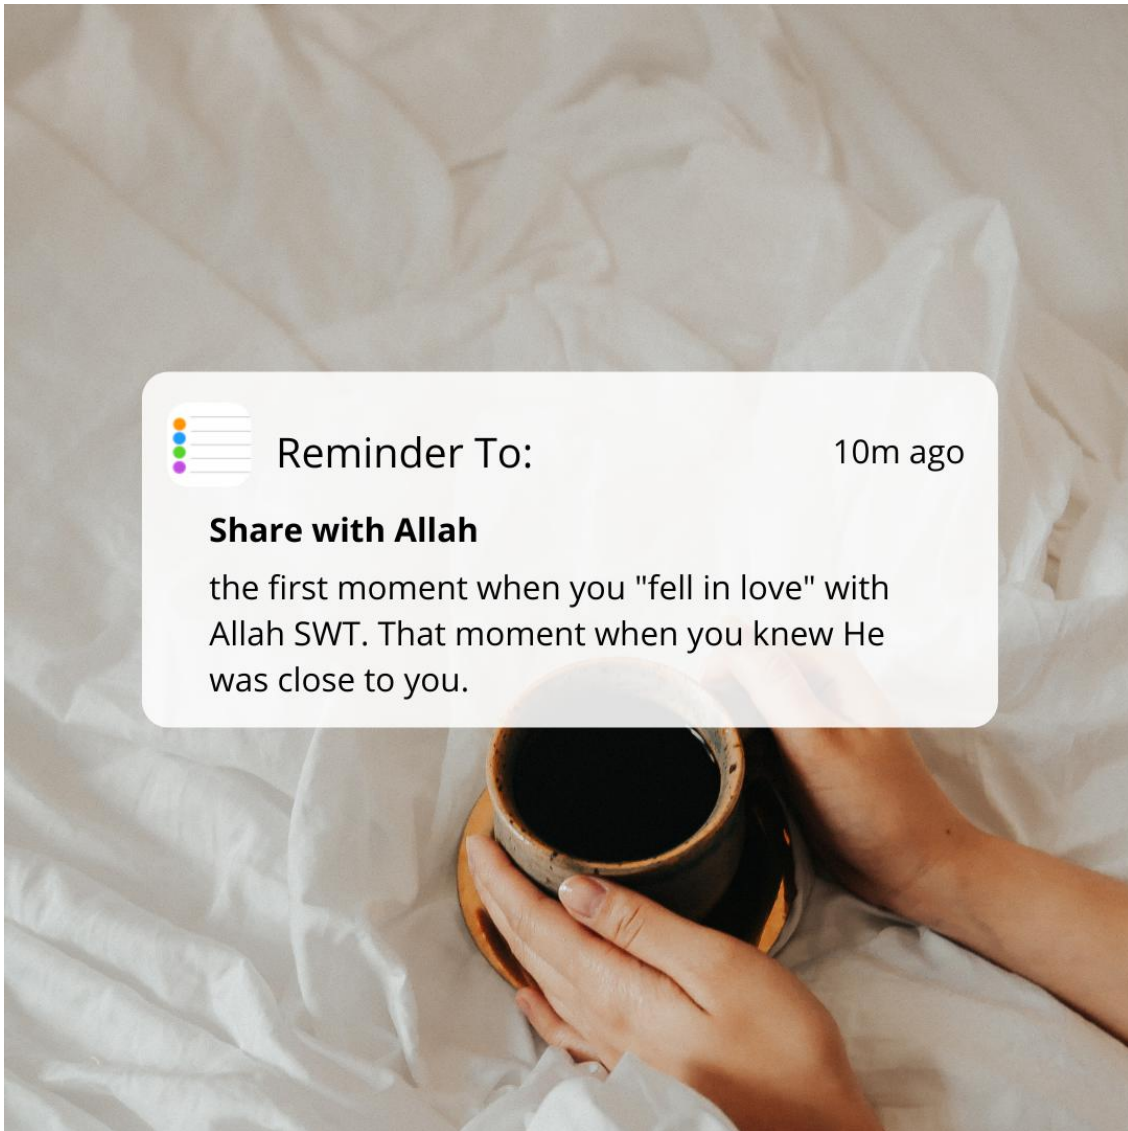 Reminder To:
10m ago
Share with Allah
the first moment when you "fell in love" with
Allah SWT. That moment when you knew He
was close to you.